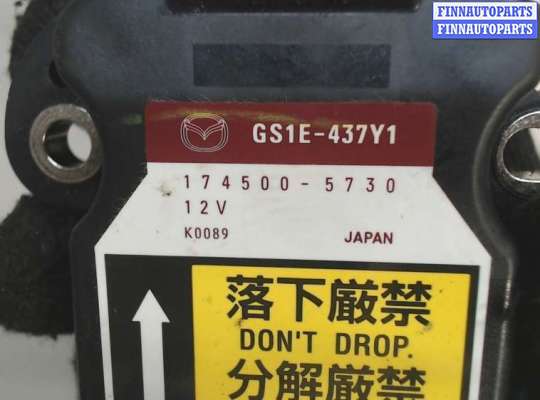 FINNAUTOPARTS
FINNAUTOPARTS
GS1E-437Y1
174500-5730
12V
K0089 JAPAN
落下厳禁
DON'T DROP.
分解厳禁